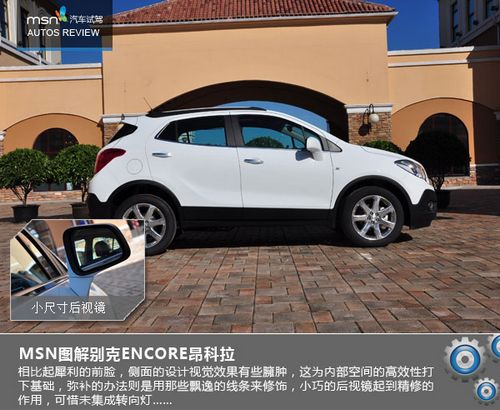 msn 汽车试驾
AUTOS REVIEW
小尺寸后视镜
MSN图解别克ENCORE昂科拉
相比起犀利的前脸，侧面的设计视觉效果有些臃肿，这为内部空间的高效性打
下基础，弥补的办法则是用那些飘逸的线条来修饰，小巧的后视镜起到精修的
作用，可惜未集成转向灯......